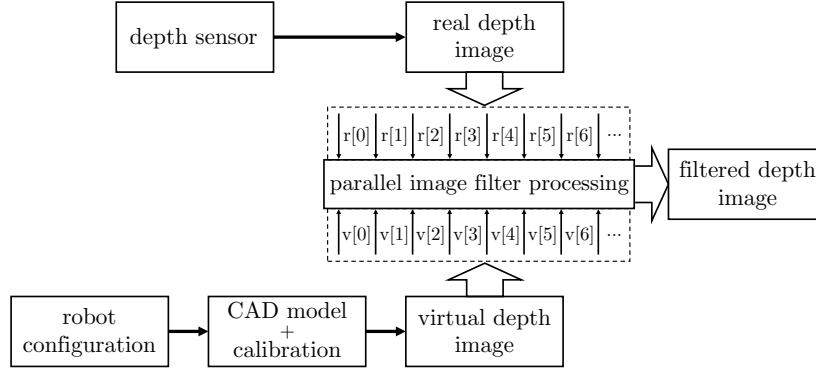 depth sensor
real depth
image
r[0] r[1] r[2] r[3] r[4] r[5] r[6] ...
parallel image filter processing
filtered depth
image
v[0] v[1] v[2] v[3] v[4] v[5] v[6] ...
robot
configuration
CAD model
+
calibration
virtual depth
image